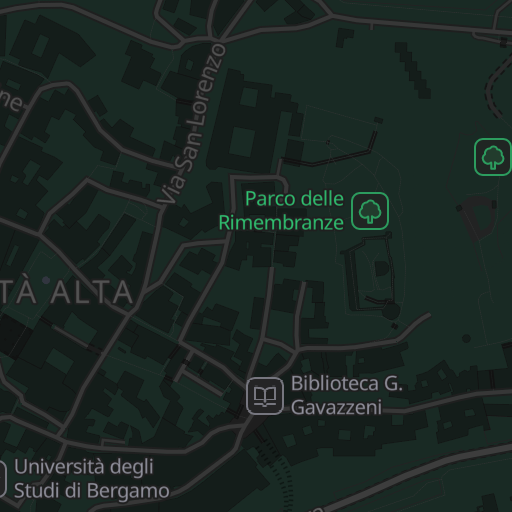 Via San Lorenzo
Parco delle
Rimembranze
TÀ ALTA
Biblioteca G.
Gavazzeni
Università degli
Studi di Bergamo